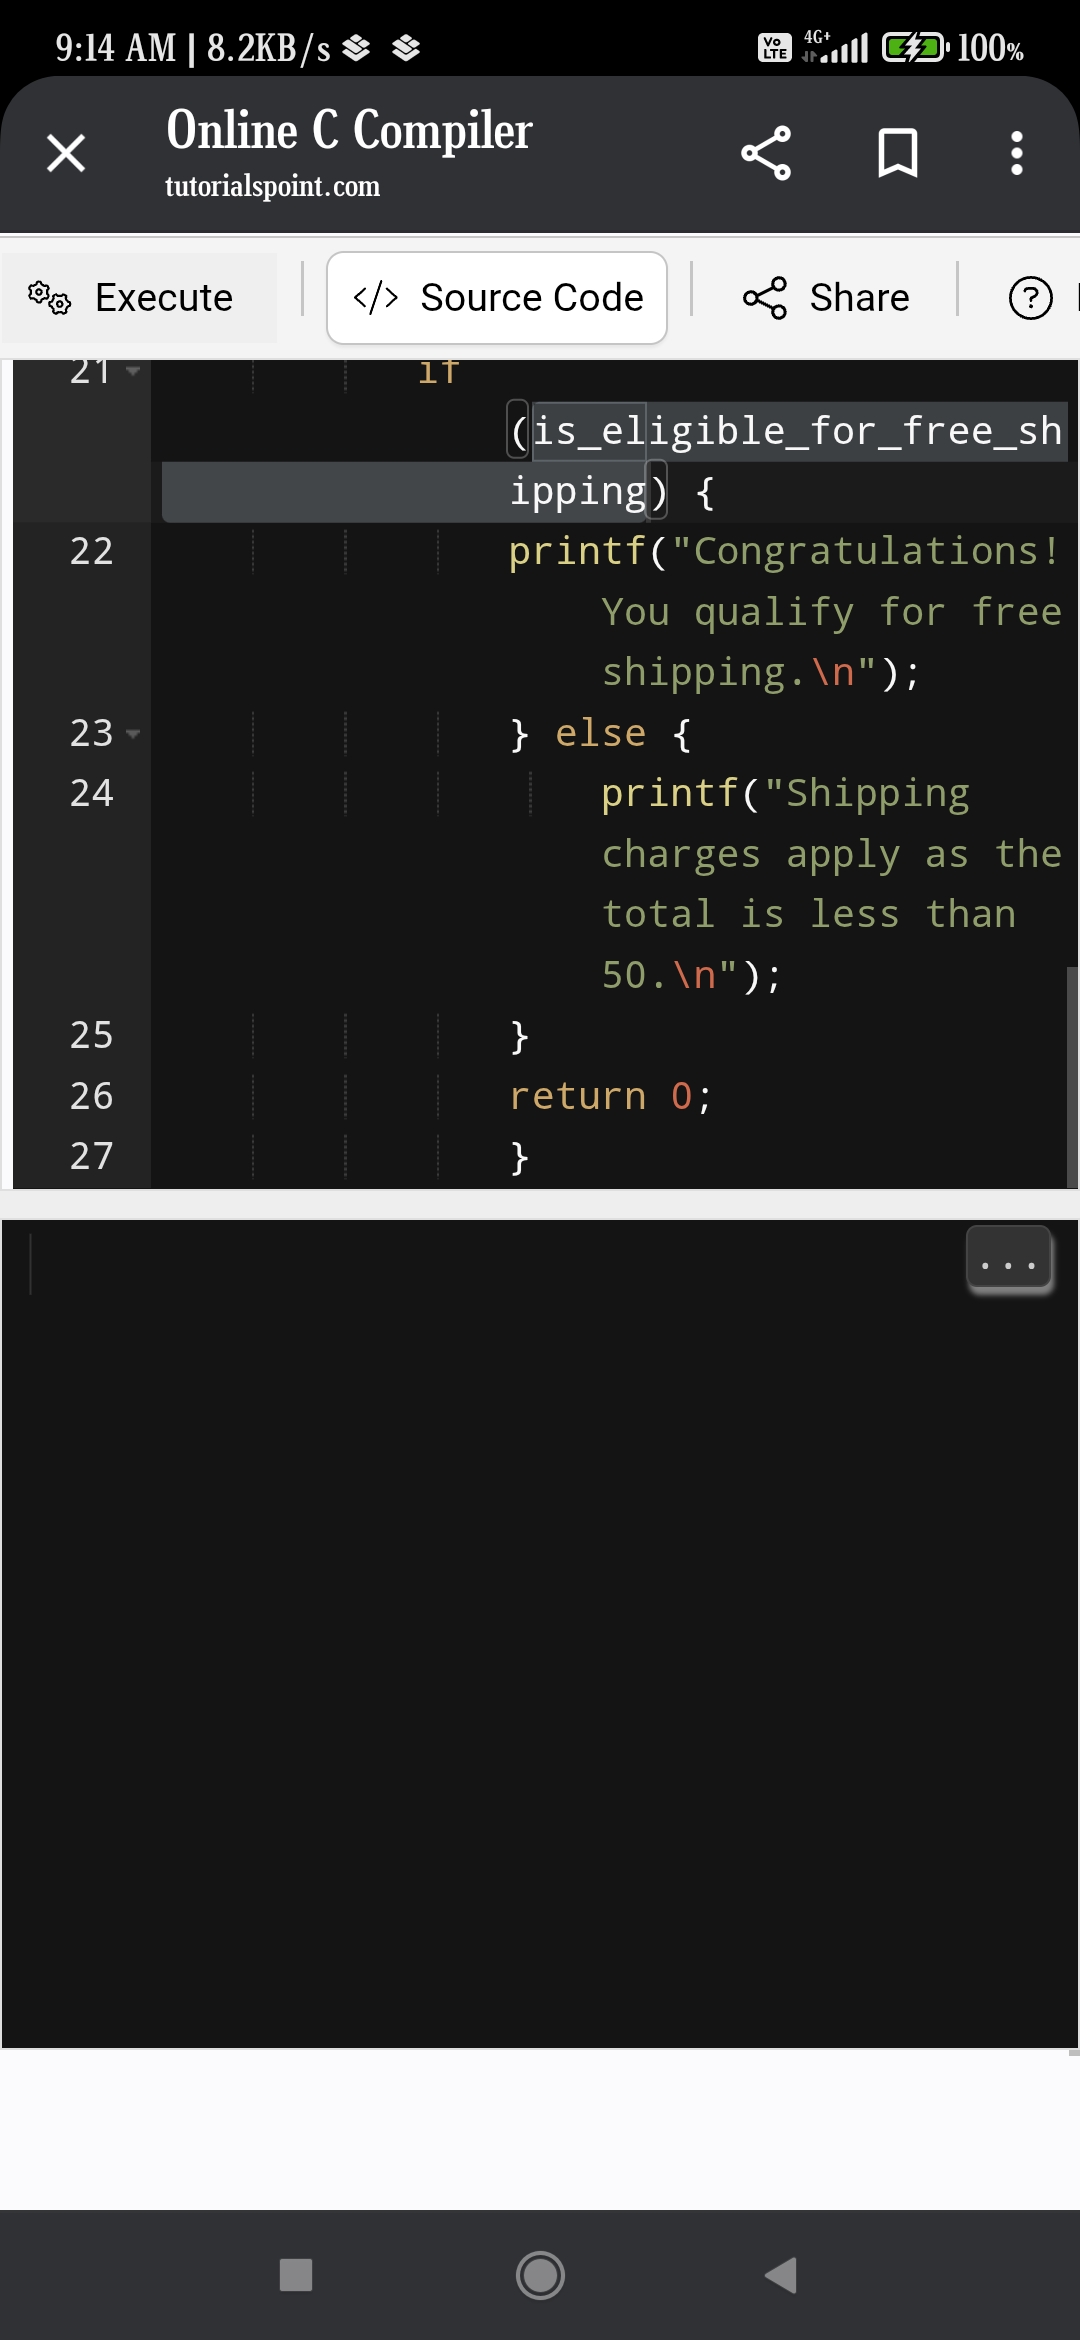 9:14 AM | 8.2KB/s Vo LTE 4G+ 100%
Online C Compiler
tutorialspoint.com
Execute </> Source Code Share ?
21 if
(is_eligible_for_free_sh
ipping) {
22 printf("Congratulations!
You qualify for free
shipping.\n");
23 } else {
24 printf("Shipping
charges apply as the
total is less than
50.\n");
25 }
26 return 0;
27 }
...